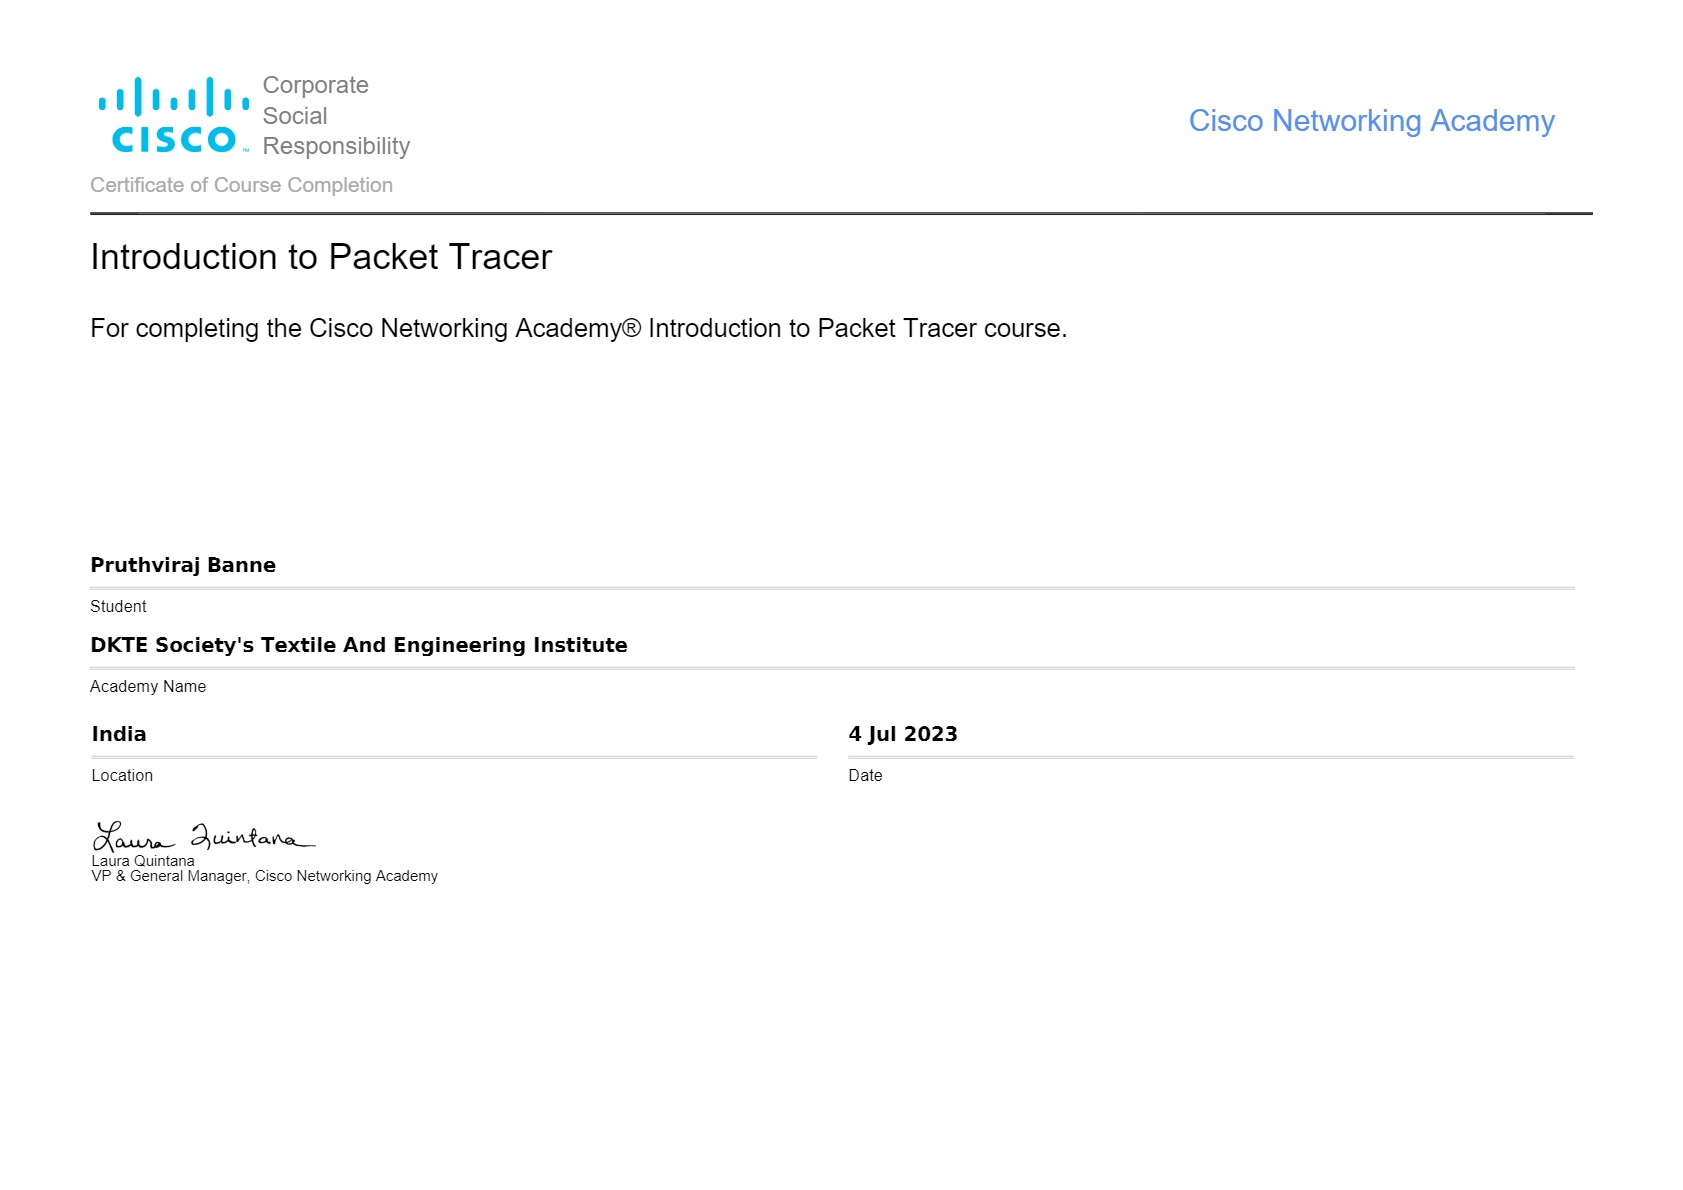 Corporate
Social
Responsibility
CISCO™
Certificate of Course Completion
Cisco Networking Academy
Introduction to Packet Tracer
For completing the Cisco Networking Academy® Introduction to Packet Tracer course.
Pruthviraj Banne
Student
DKTE Society's Textile And Engineering Institute
Academy Name
India
Location
4 Jul 2023
Date
Laura Quintana
Laura Quintana
VP & General Manager, Cisco Networking Academy